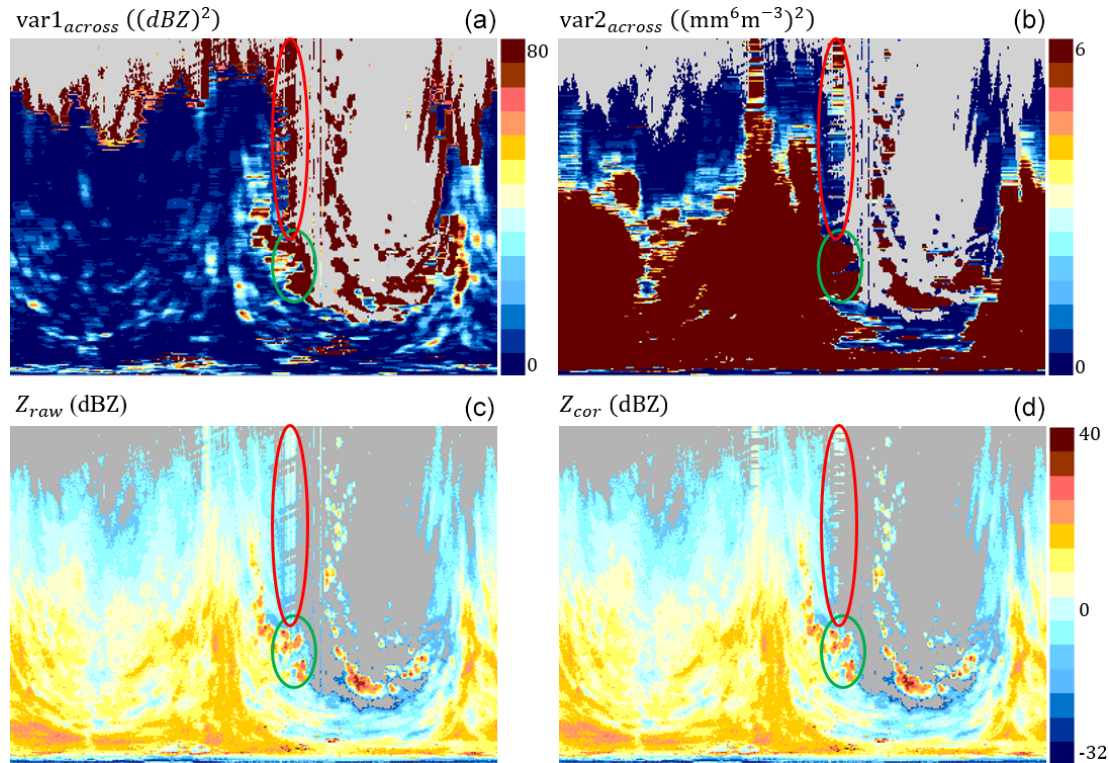 var1across ((dBZ)²) (a)
var2across ((mm⁶m⁻³)²) (b)
80
0
6
0
Zraw (dBZ) (c)
Zcor (dBZ) (d)
40
0
-32